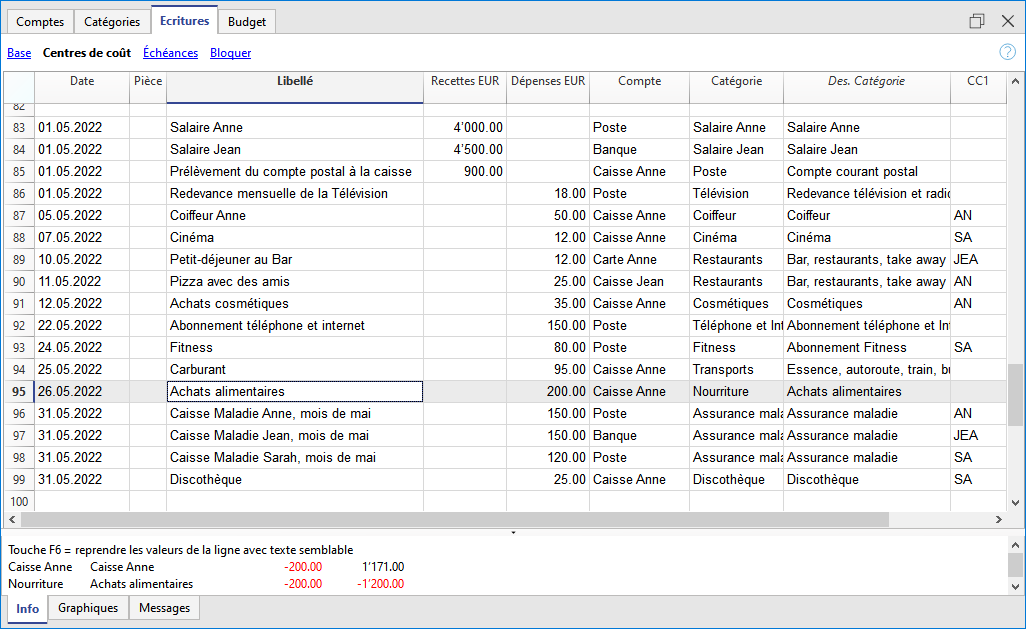 Comptes Catégories Ecritures Budget
Base Centres de coût Échéances Bloquer
Date Pièce Libellé Recettes EUR Dépenses EUR Compte Catégorie Des. Catégorie CC1
82
83 01.05.2022 Salaire Anne 4'000.00 Poste Salaire Anne Salaire Anne
84 01.05.2022 Salaire Jean 4'500.00 Banque Salaire Jean Salaire Jean
85 01.05.2022 Prélèvement du compte postal à la caisse 900.00 Caisse Anne Poste Compte courant postal
86 01.05.2022 Redevance mensuelle de la Télévision 18.00 Poste Télévision Redevance télévision et radio
87 05.05.2022 Coiffeur Anne 50.00 Caisse Anne Coiffeur Coiffeur AN
88 07.05.2022 Cinéma 12.00 Caisse Anne Cinéma Cinéma SA
89 10.05.2022 Petit-déjeuner au Bar 12.00 Carte Anne Restaurants Bar, restaurants, take away JEA
90 11.05.2022 Pizza avec des amis 25.00 Caisse Jean Restaurants Bar, restaurants, take away AN
91 12.05.2022 Achats cosmétiques 35.00 Caisse Anne Cosmétiques Cosmétiques AN
92 22.05.2022 Abonnement téléphone et internet 150.00 Poste Téléphone et Int Abonnement téléphone et In
93 24.05.2022 Fitness 80.00 Poste Fitness Abonnement Fitness SA
94 25.05.2022 Carburant 95.00 Caisse Anne Transports Essence, autoroute, train, bu
95 26.05.2022 Achats alimentaires 200.00 Caisse Anne Nourriture Achats alimentaires
96 31.05.2022 Caisse Maladie Anne, mois de mai 150.00 Poste Assurance mala Assurance maladie AN
97 31.05.2022 Caisse Maladie Jean, mois de mai 150.00 Banque Assurance mala Assurance maladie JEA
98 31.05.2022 Caisse Maladie Sarah, mois de mai 120.00 Poste Assurance mala Assurance maladie SA
99 31.05.2022 Discothèque 25.00 Caisse Anne Discothèque Discothèque SA
100
Touche F6 = reprendre les valeurs de la ligne avec texte semblable
Caisse Anne Caisse Anne -200.00 1'171.00
Nourriture Achats alimentaires -200.00 -1'200.00
Info Graphiques Messages